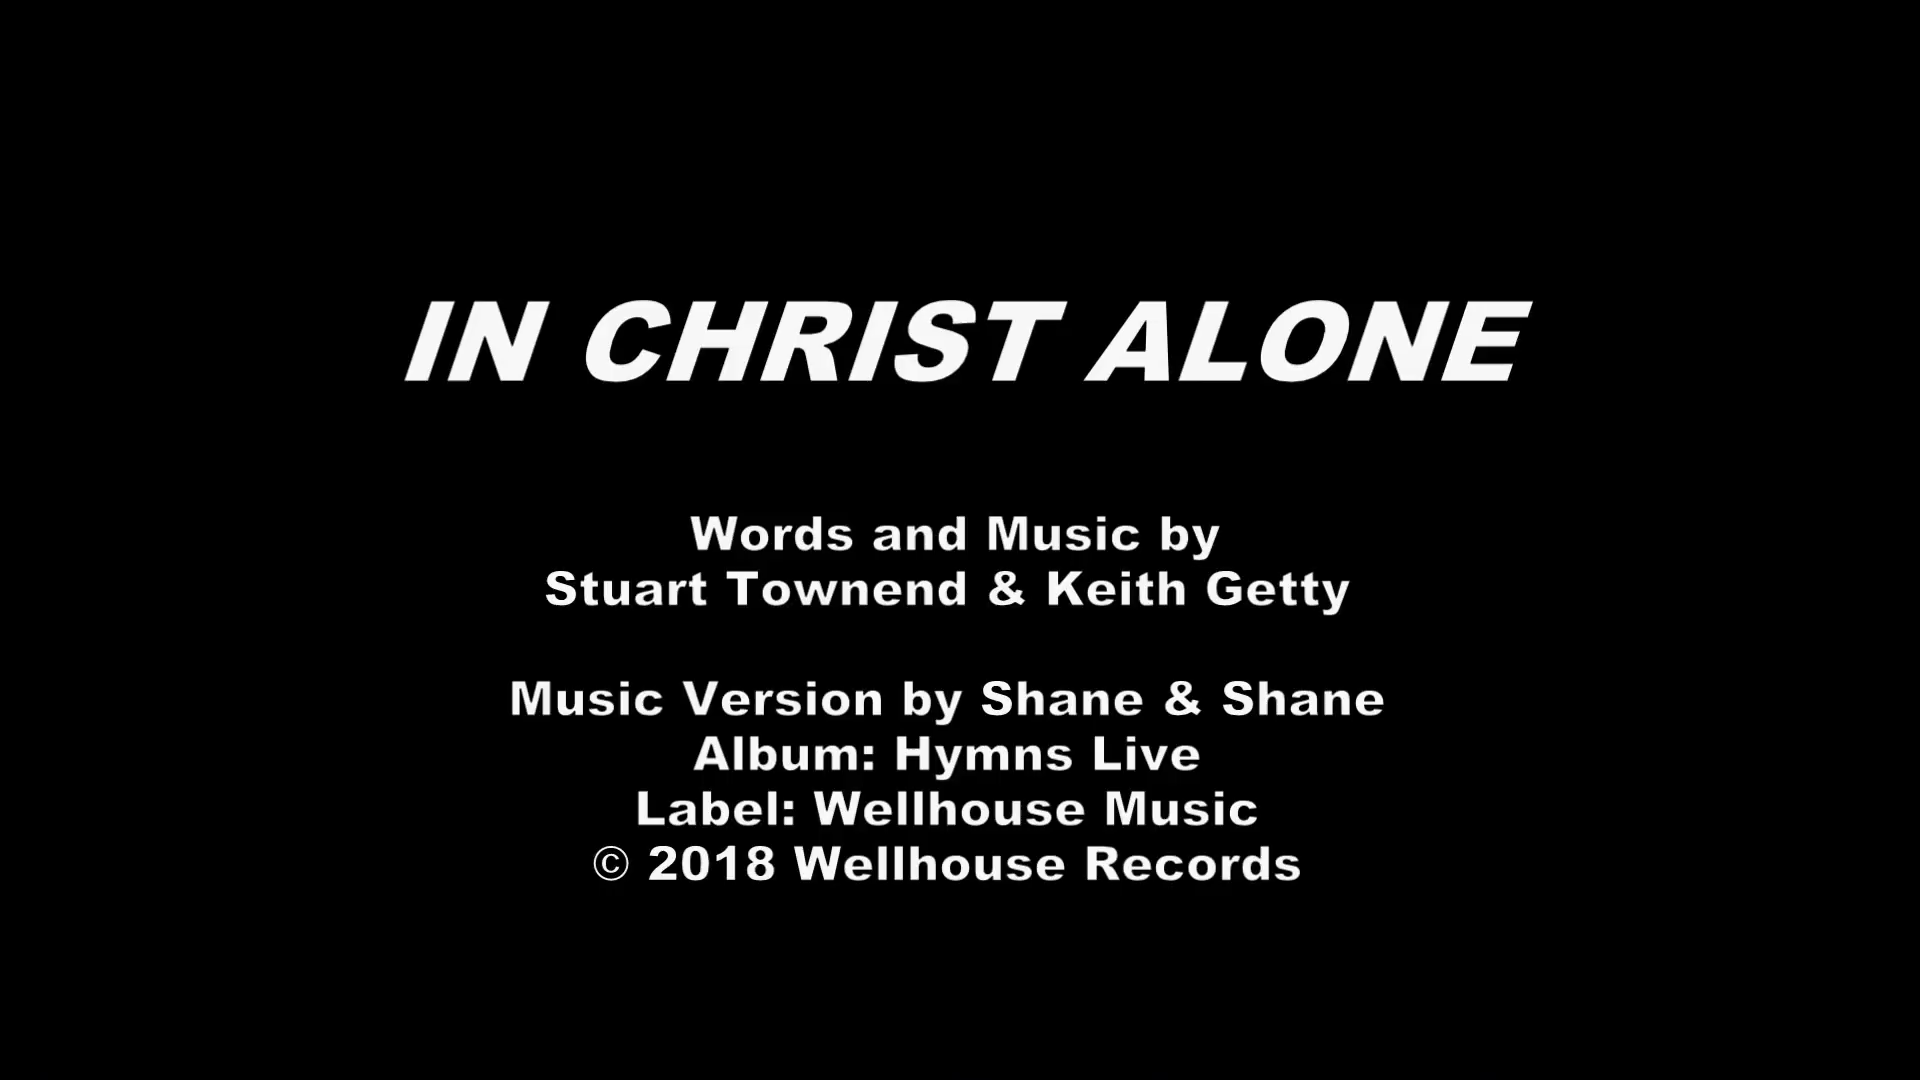 IN CHRIST ALONE
Words and Music by
Stuart Townend & Keith Getty
Music Version by Shane & Shane
Album: Hymns Live
Label: Wellhouse Music
© 2018 Wellhouse Records